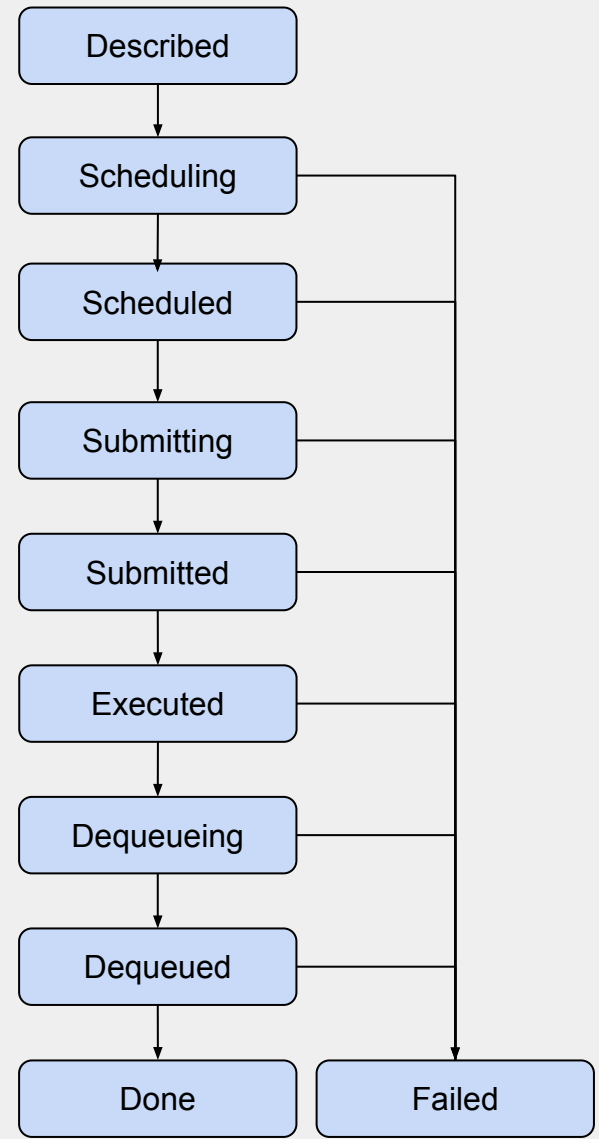 Described
Scheduling
Scheduled
Submitting
Submitted
Executed
Dequeueing
Dequeued
Done
Failed